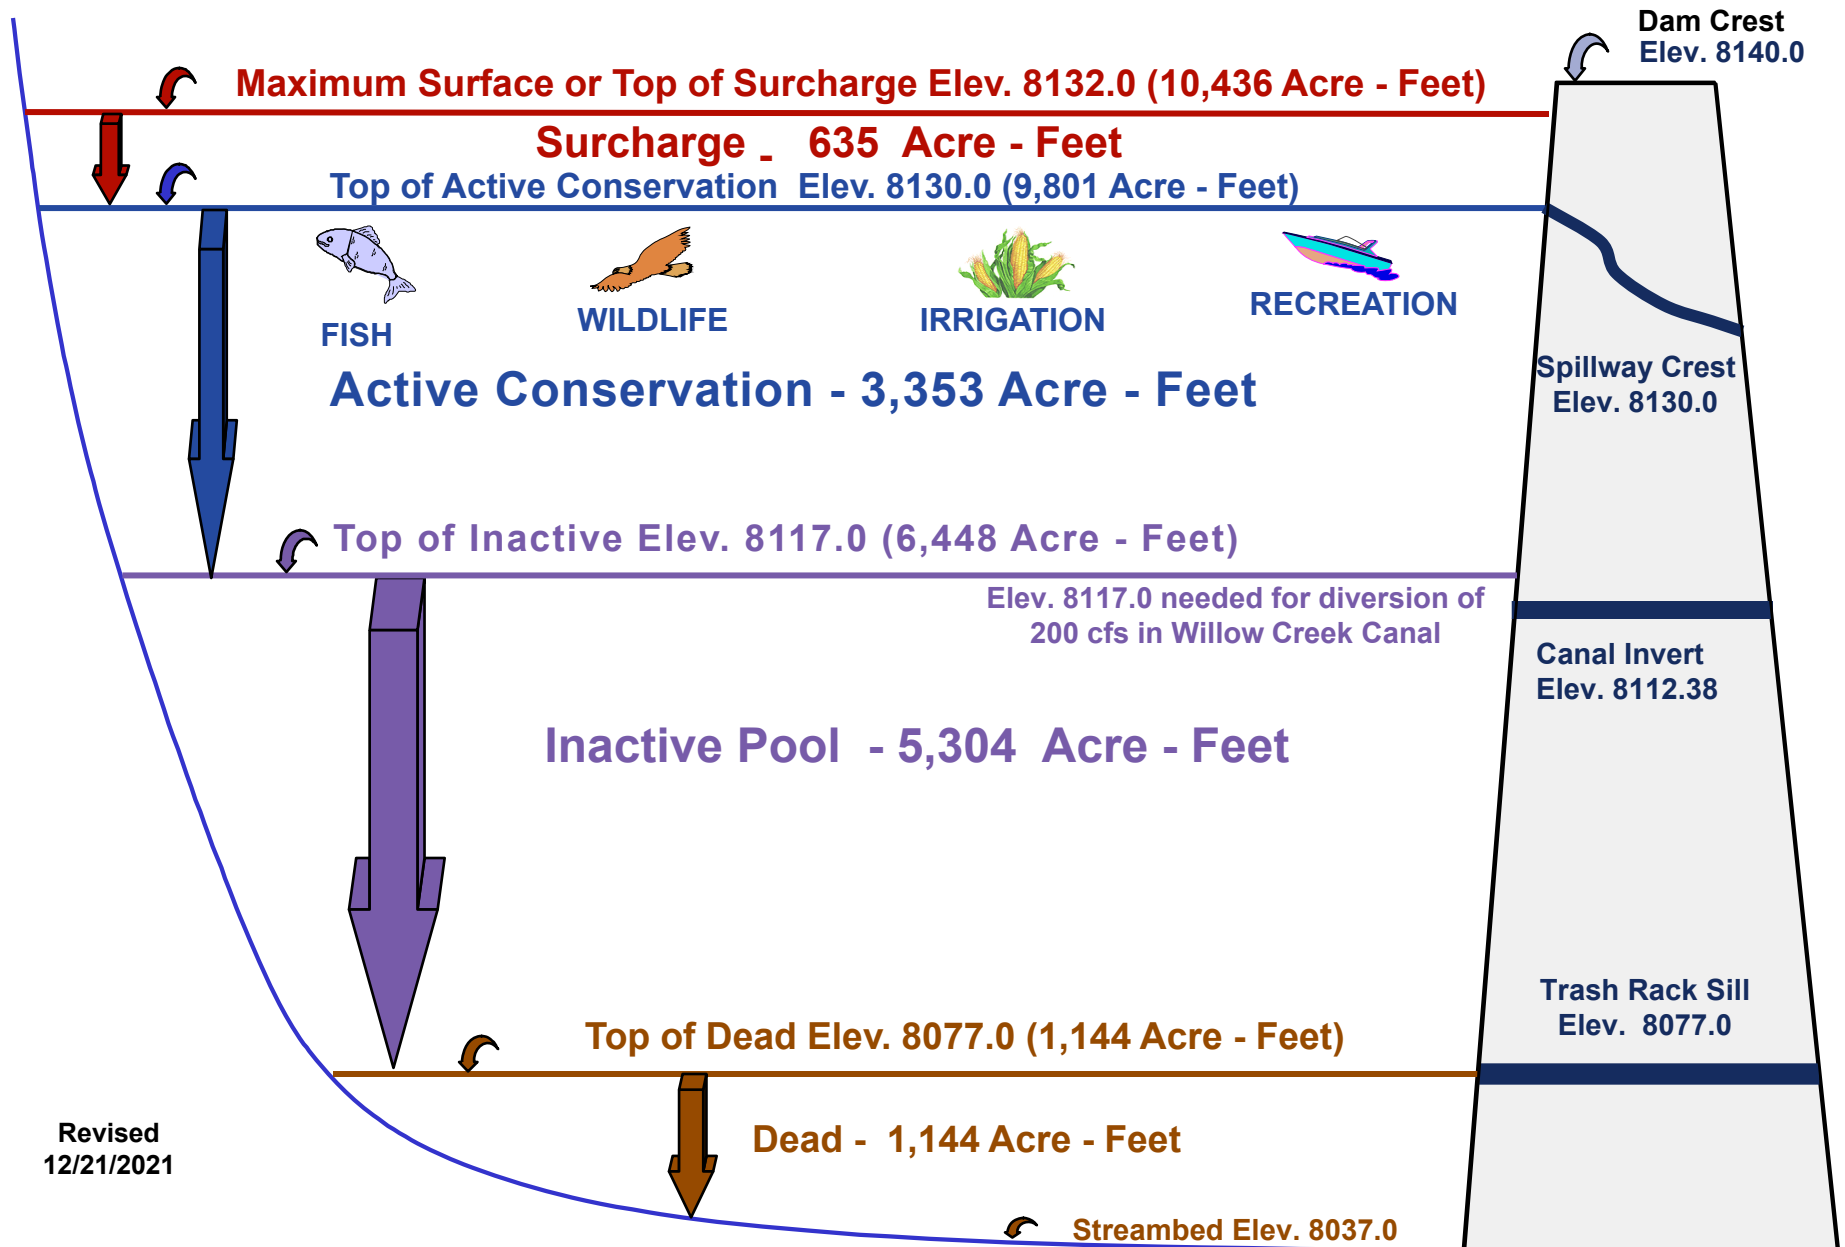 Dam Crest
Elev. 8140.0
Maximum Surface or Top of Surcharge Elev. 8132.0 (10,436 Acre - Feet)
Surcharge - 635 Acre - Feet
Top of Active Conservation Elev. 8130.0 (9,801 Acre - Feet)
FISH
WILDLIFE
IRRIGATION
RECREATION
Spillway Crest
Elev. 8130.0
Active Conservation - 3,353 Acre - Feet
Top of Inactive Elev. 8117.0 (6,448 Acre - Feet)
Elev. 8117.0 needed for diversion of
200 cfs in Willow Creek Canal
Canal Invert
Elev. 8112.38
Inactive Pool - 5,304 Acre - Feet
Trash Rack Sill
Elev. 8077.0
Top of Dead Elev. 8077.0 (1,144 Acre - Feet)
Dead - 1,144 Acre - Feet
Revised
12/21/2021
Streambed Elev. 8037.0